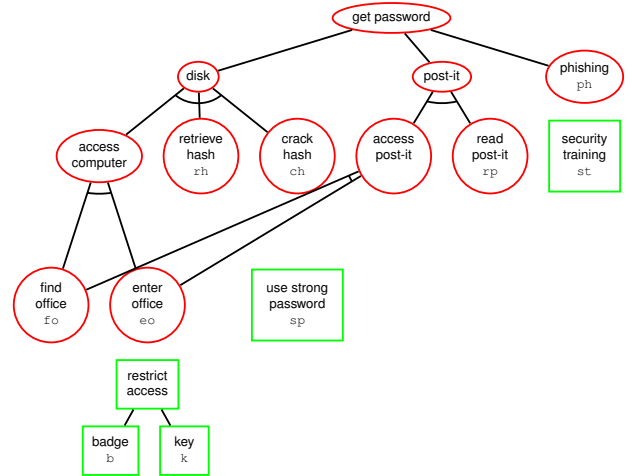 get password
disk
post-it
phishing
ph
access
computer
retrieve
hash
rh
crack
hash
ch
access
post-it
read
post-it
rp
security
training
st
find
office
fo
enter
office
eo
use strong
password
sp
restrict
access
badge
b
key
k